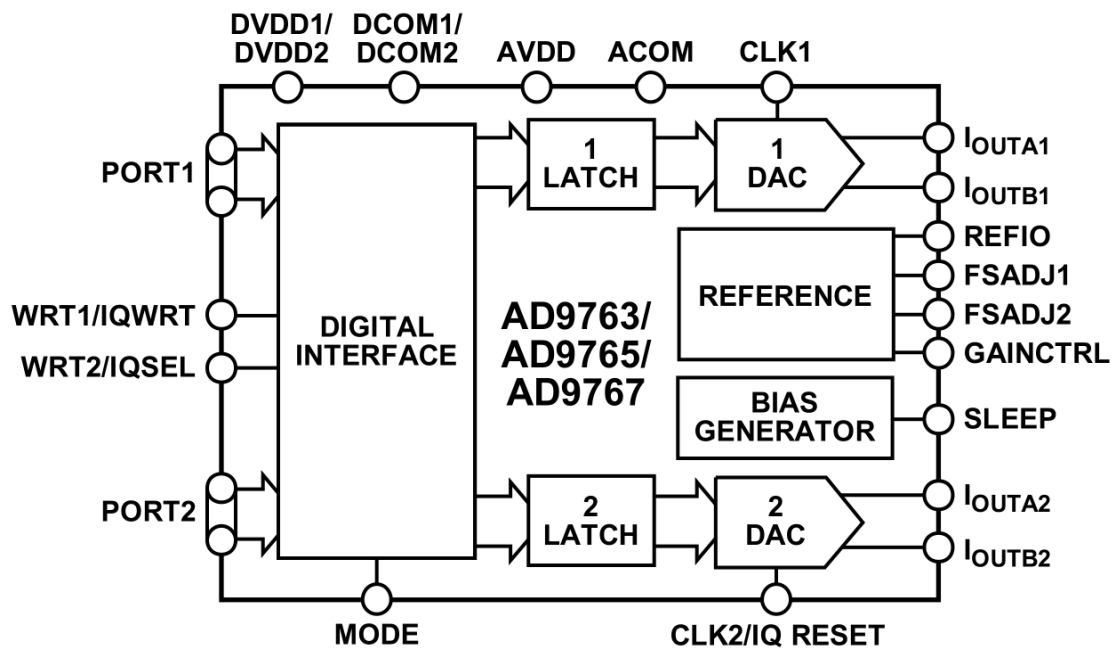 DVDD1/
DVDD2
DCOM1/
DCOM2
AVDD
ACOM
CLK1
PORT1
1
LATCH
1
DAC
IOUTA1
IOUTB1
REFIO
REFERENCE
FSADJ1
FSADJ2
GAINCTRL
WRT1/IQWRT
WRT2/IQSEL
DIGITAL
INTERFACE
AD9763/
AD9765/
AD9767
BIAS
GENERATOR
SLEEP
PORT2
2
LATCH
2
DAC
IOUTA2
IOUTB2
MODE
CLK2/IQ RESET